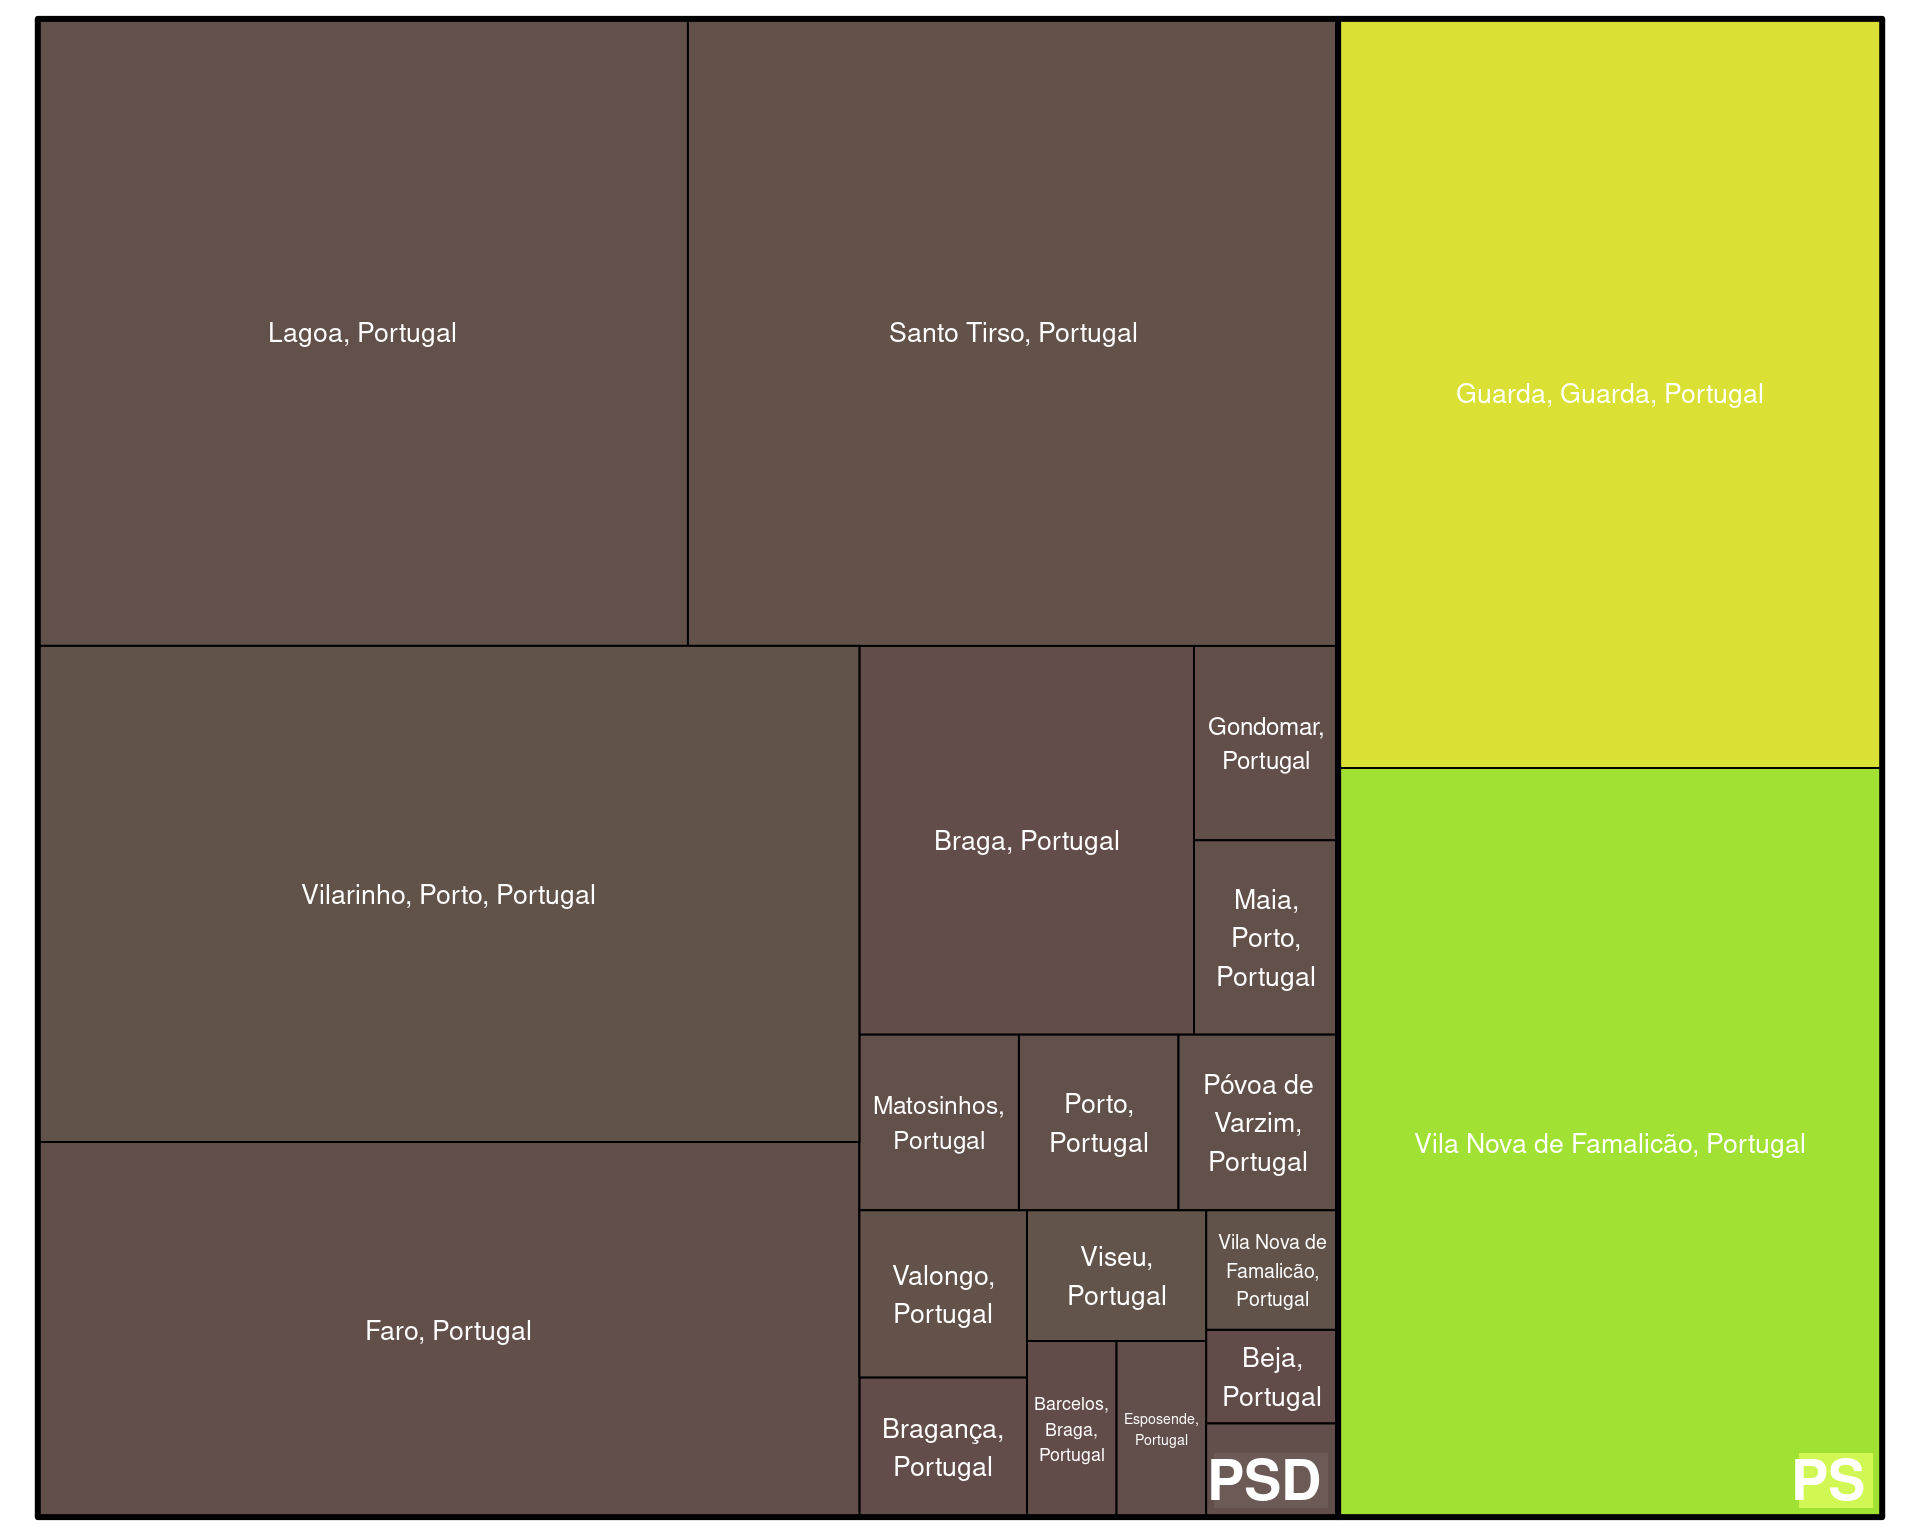 Lagoa, Portugal
Santo Tirso, Portugal
Guarda, Guarda, Portugal
Vilarinho, Porto, Portugal
Braga, Portugal
Gondomar,
Portugal
Maia,
Porto,
Portugal
Matosinhos,
Portugal
Porto,
Portugal
Póvoa de
Varzim,
Portugal
Vila Nova de Famalicão, Portugal
Faro, Portugal
Valongo,
Portugal
Viseu,
Portugal
Vila Nova de
Famalicão,
Portugal
Bragança,
Portugal
Barcelos,
Braga,
Portugal
Esposende,
Portugal
Beja,
Portugal
PSD
PS